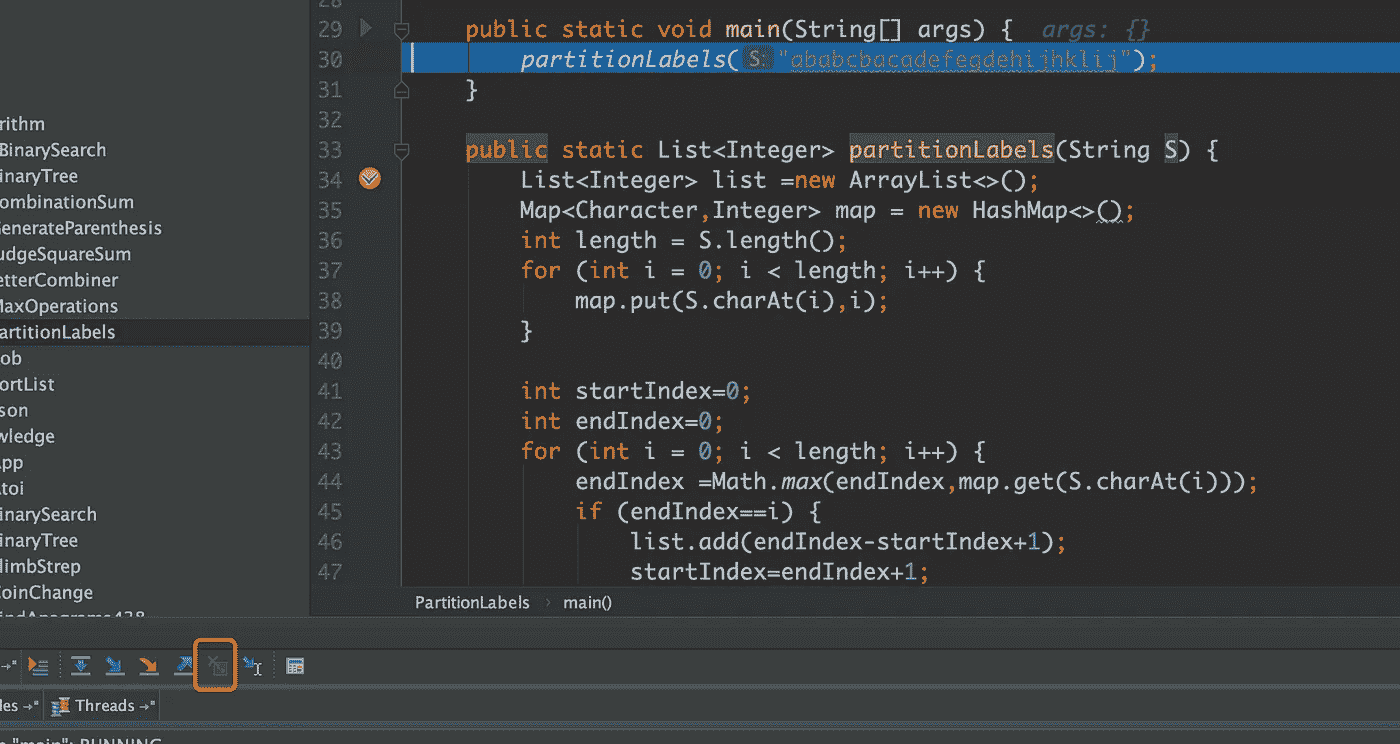 rithm
BinarySearch
inaryTree
ombinationSum
GenerateParenthesis
udgeSquareSum
etterCombiner
MaxOperations
artitionLabels
ob
ortList
son
wledge
pp
toi
inarySearch
inaryTree
limbStrep
CoinChange
indAnagrams438
28
29 public static void main(String[] args) { args: {}
30 partitionLabels( S: "ababcbacadefegdehijhklij");
31 }
32
33 public static List<Integer> partitionLabels(String S) {
34 List<Integer> list =new ArrayList<>();
35 Map<Character,Integer> map = new HashMap<>();
36 int length = S.length();
37 for (int i = 0; i < length; i++) {
38 map.put(S.charAt(i),i);
39 }
40
41 int startIndex=0;
42 int endIndex=0;
43 for (int i = 0; i < length; i++) {
44 endIndex =Math.max(endIndex,map.get(S.charAt(i)));
45 if (endIndex==i) {
46 list.add(endIndex-startIndex+1);
47 startIndex=endIndex+1;
PartitionLabels › main()
les Threads
"main": RUNNING